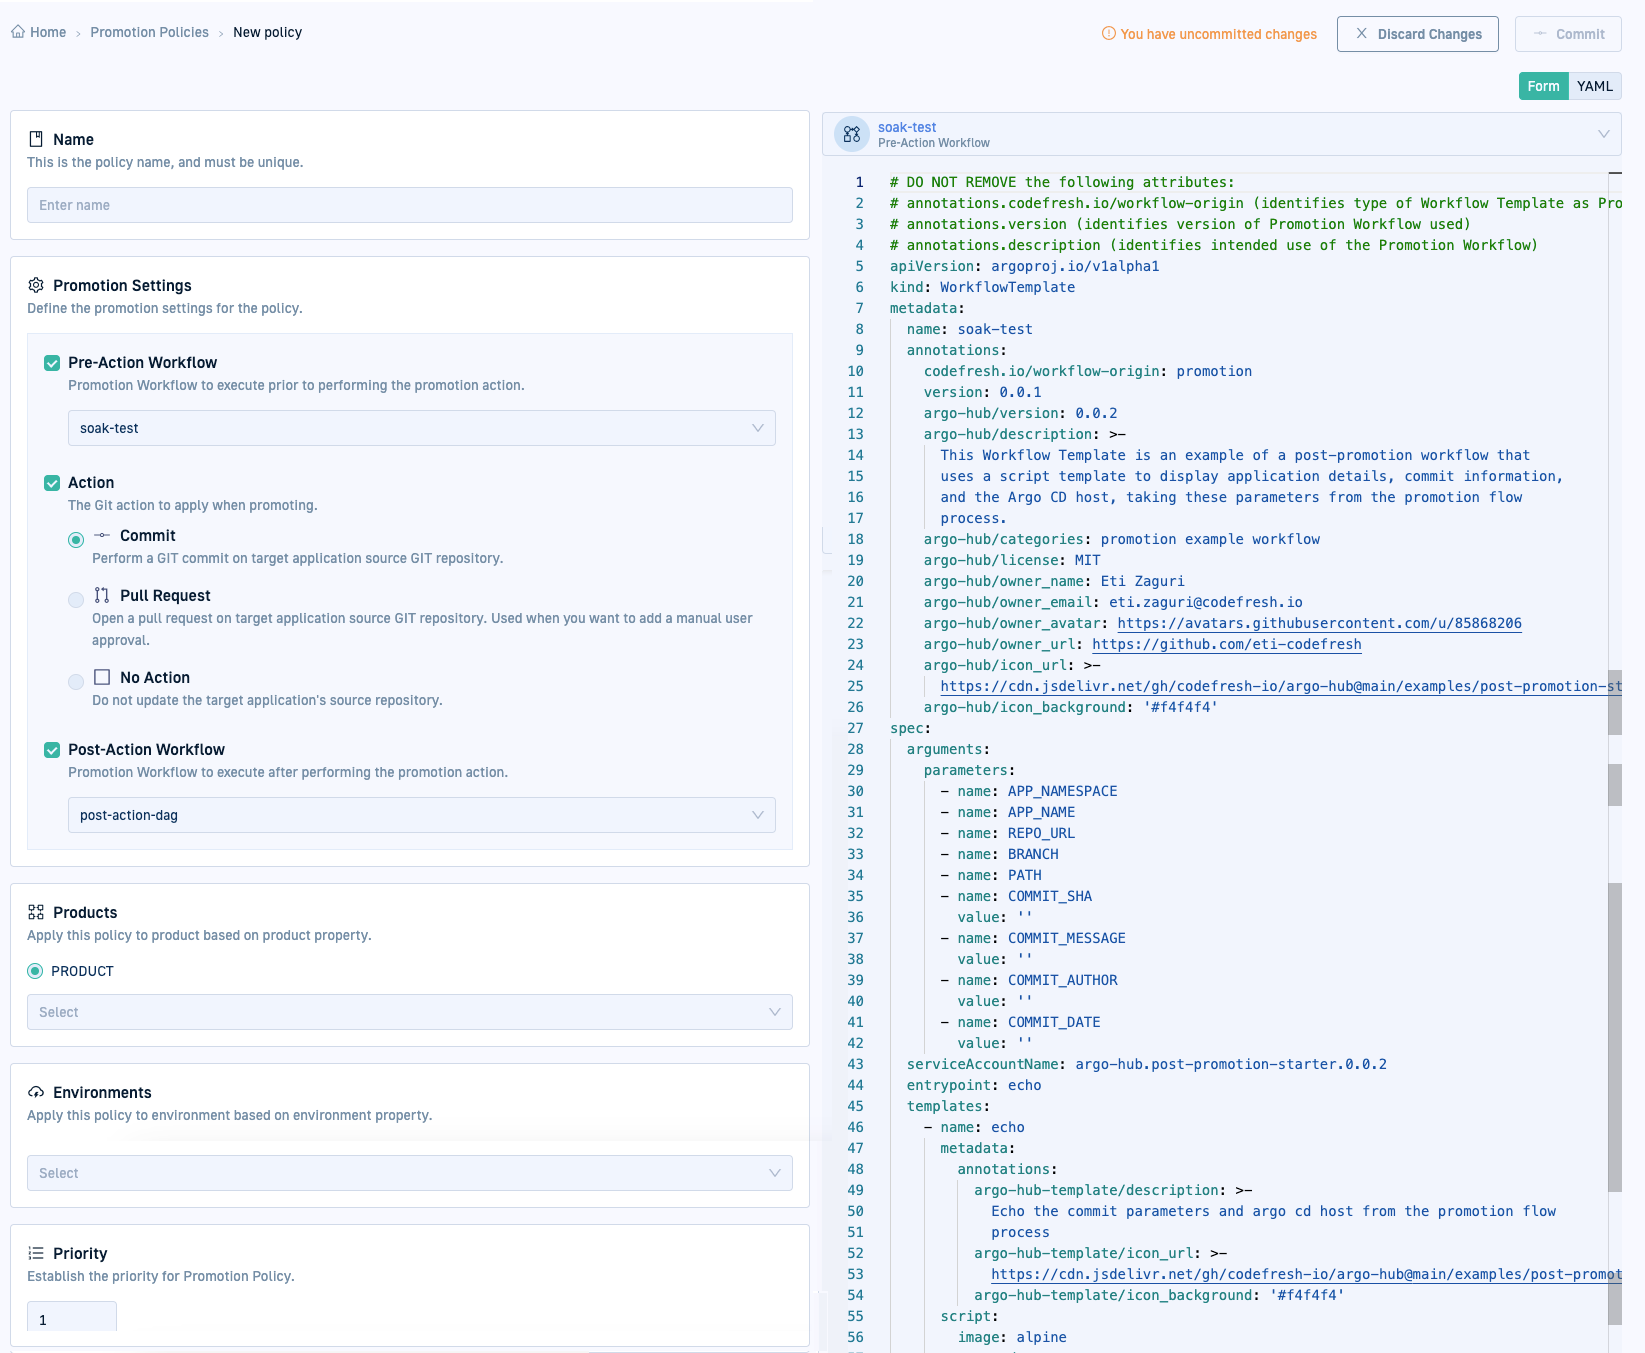 Home › Promotion Policies › New policy
You have uncommitted changes
Discard Changes
Commit
Form
YAML
Name
This is the policy name, and must be unique.
Enter name
Promotion Settings
Define the promotion settings for the policy.
Pre-Action Workflow
Promotion Workflow to execute prior to performing the promotion action.
soak-test
Action
The Git action to apply when promoting.
Commit
Perform a GIT commit on target application source GIT repository.
Pull Request
Open a pull request on target application source GIT repository. Used when you want to add a manual user
approval.
No Action
Do not update the target application's source repository.
Post-Action Workflow
Promotion Workflow to execute after performing the promotion action.
post-action-dag
Products
Apply this policy to product based on product property.
PRODUCT
Select
Environments
Apply this policy to environment based on environment property.
Select
Priority
Establish the priority for Promotion Policy.
1
soak-test
Pre-Action Workflow
1 # DO NOT REMOVE the following attributes:
2 # annotations.codefresh.io/workflow-origin (identifies type of Workflow Template as Pro
3 # annotations.version (identifies version of Promotion Workflow used)
4 # annotations.description (identifies intended use of the Promotion Workflow)
5 apiVersion: argoproj.io/v1alpha1
6 kind: WorkflowTemplate
7 metadata:
8 name: soak-test
9 annotations:
10 codefresh.io/workflow-origin: promotion
11 version: 0.0.1
12 argo-hub/version: 0.0.2
13 argo-hub/description: >-
14 This Workflow Template is an example of a post-promotion workflow that
15 uses a script template to display application details, commit information,
16 and the Argo CD host, taking these parameters from the promotion flow
17 process.
18 argo-hub/categories: promotion example workflow
19 argo-hub/license: MIT
20 argo-hub/owner_name: Eti Zaguri
21 argo-hub/owner_email: eti.zaguri@codefresh.io
22 argo-hub/owner_avatar: https://avatars.githubusercontent.com/u/85868206
23 argo-hub/owner_url: https://github.com/eti-codefresh
24 argo-hub/icon_url: >-
25 https://cdn.jsdelivr.net/gh/codefresh-io/argo-hub@main/examples/post-promotion-st
26 argo-hub/icon_background: '#f4f4f4'
27 spec:
28 arguments:
29 parameters:
30 - name: APP_NAMESPACE
31 - name: APP_NAME
32 - name: REPO_URL
33 - name: BRANCH
34 - name: PATH
35 - name: COMMIT_SHA
36 value: ''
37 - name: COMMIT_MESSAGE
38 value: ''
39 - name: COMMIT_AUTHOR
40 value: ''
41 - name: COMMIT_DATE
42 value: ''
43 serviceAccountName: argo-hub.post-promotion-starter.0.0.2
44 entrypoint: echo
45 templates:
46 - name: echo
47 metadata:
48 annotations:
49 argo-hub-template/description: >-
50 Echo the commit parameters and argo cd host from the promotion flow
51 process
52 argo-hub-template/icon_url: >-
53 https://cdn.jsdelivr.net/gh/codefresh-io/argo-hub@main/examples/post-promot
54 argo-hub-template/icon_background: '#f4f4f4'
55 script:
56 image: alpine